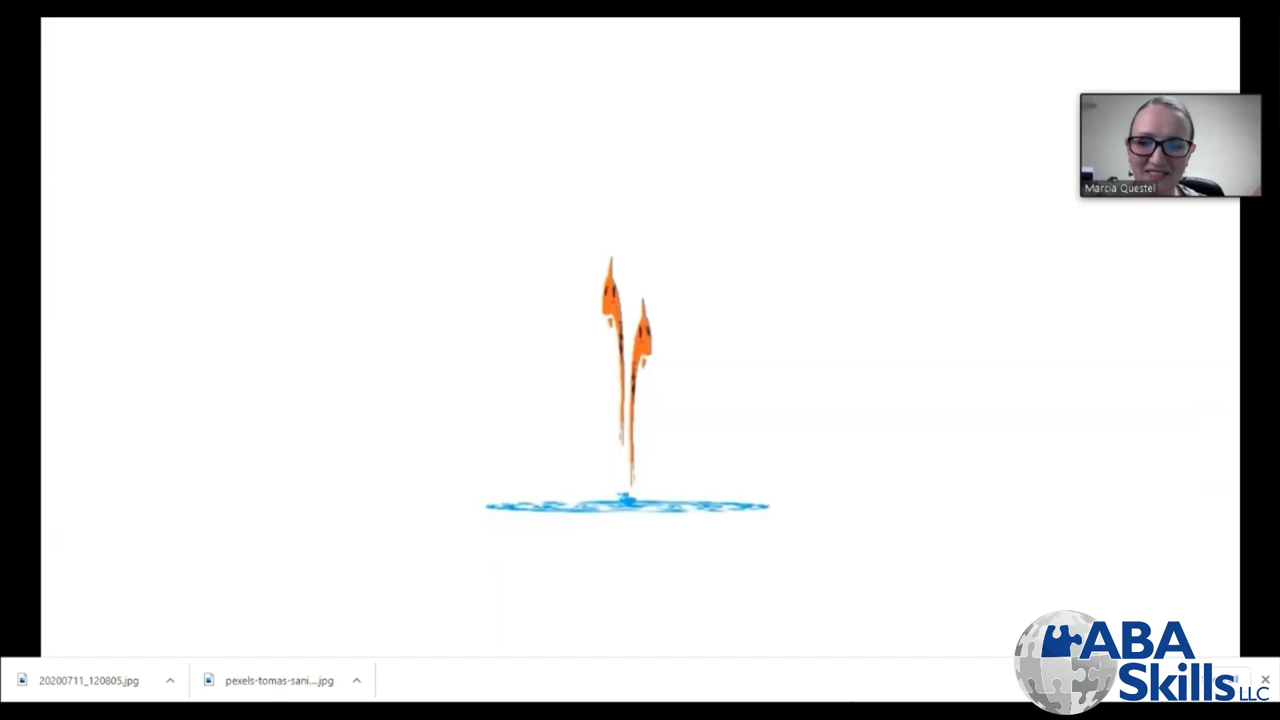 Marcia Questel
20200711_120805.jpg
pexels-tomas-sani....jpg
ABA
Skills LLC